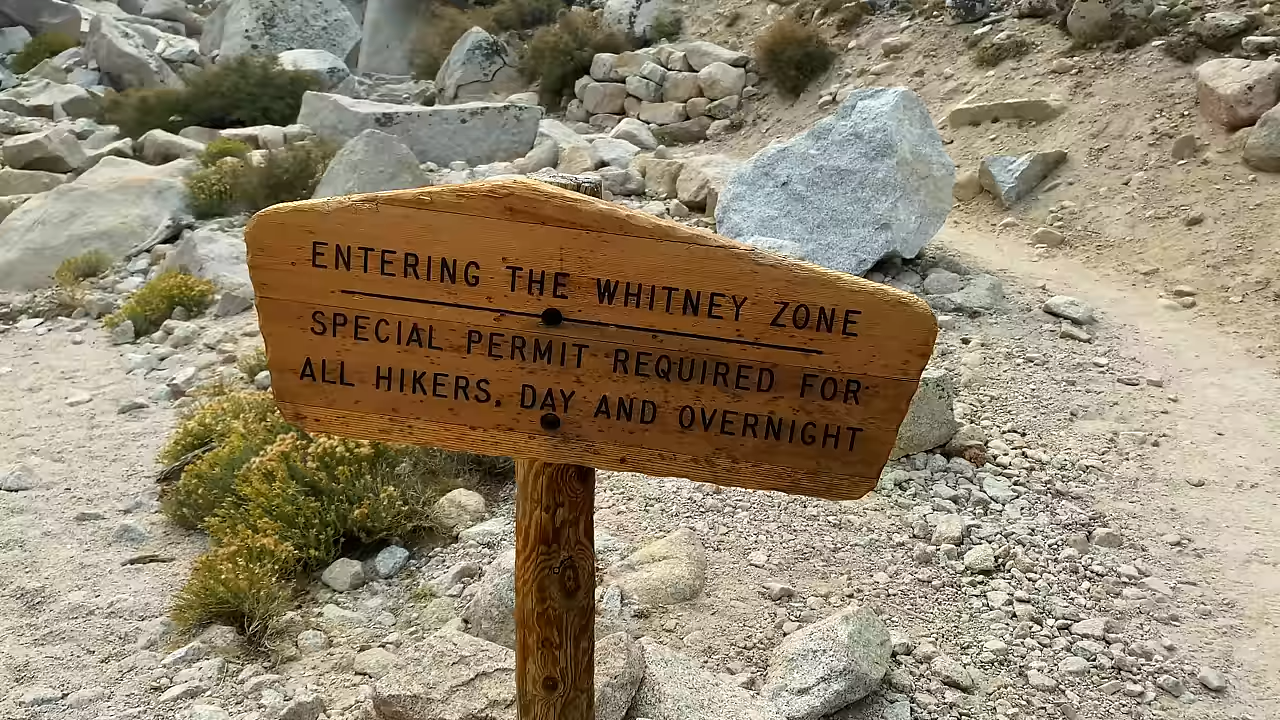 ENTERING THE WHITNEY ZONE
SPECIAL PERMIT REQUIRED FOR
ALL HIKERS, DAY AND OVERNIGHT